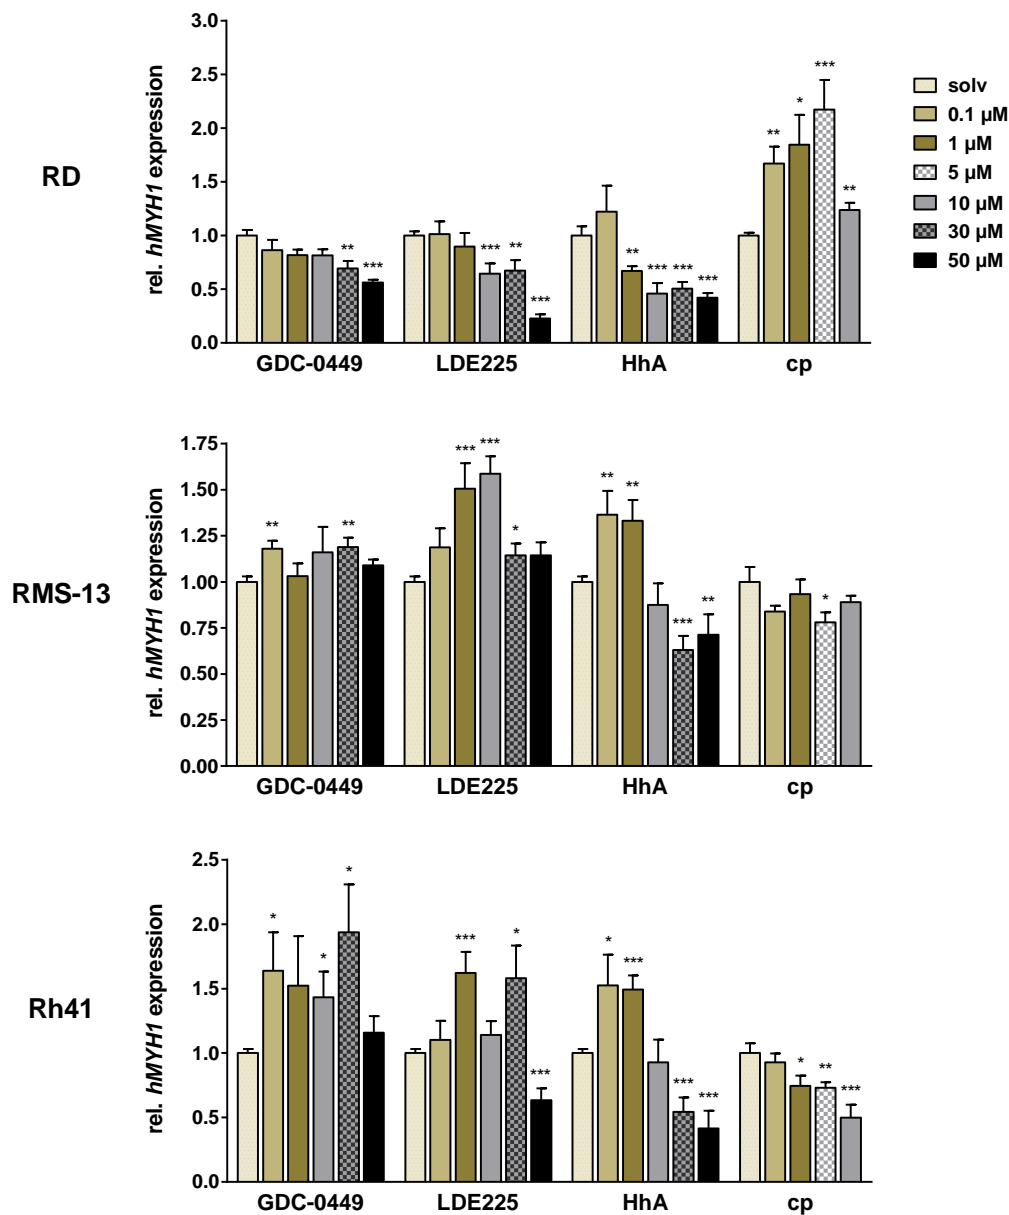 RD
rel. hMYH1 expression
3.0
2.5
2.0
1.5
1.0
0.5
0.0
** ***
*** ** ***
** *** *** ***
** * *** **
GDC-0449 LDE225 HhA cp
solv
0.1 µM
1 µM
5 µM
10 µM
30 µM
50 µM
RMS-13
rel. hMYH1 expression
1.75
1.50
1.25
1.00
0.75
0.50
0.25
0.00
** **
*** *** *
** ** *** **
*
GDC-0449 LDE225 HhA cp
Rh41
rel. hMYH1 expression
2.5
2.0
1.5
1.0
0.5
0.0
* * *
*** * ***
* *** *** ***
* ** ***
GDC-0449 LDE225 HhA cp